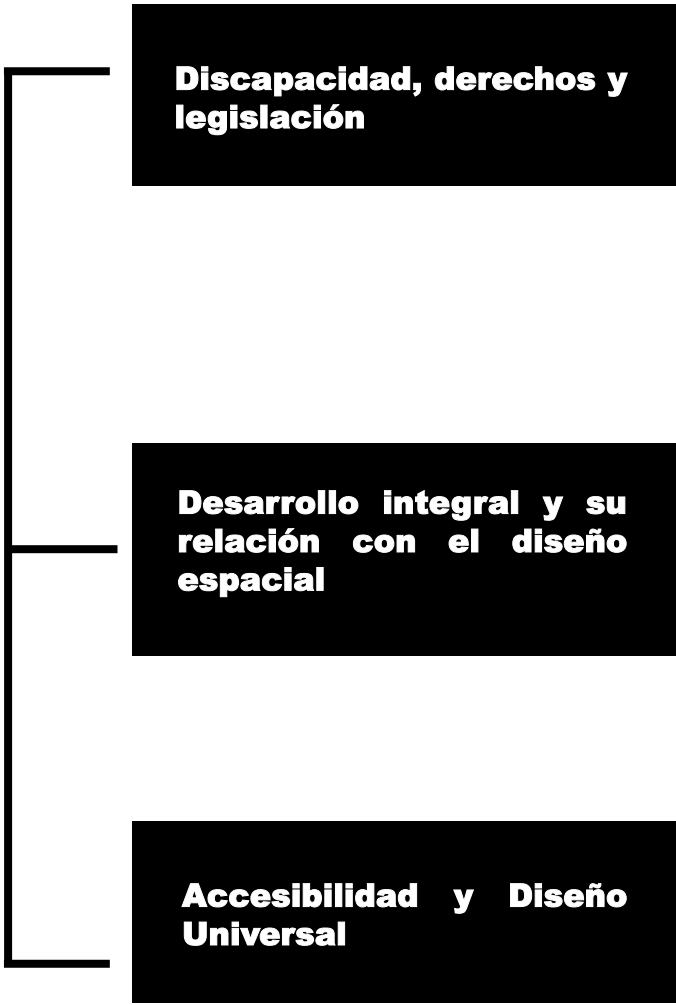 Discapacidad, derechos y
legislación
Desarrollo integral y su
relación con el diseño
espacial
Accesibilidad y Diseño
Universal